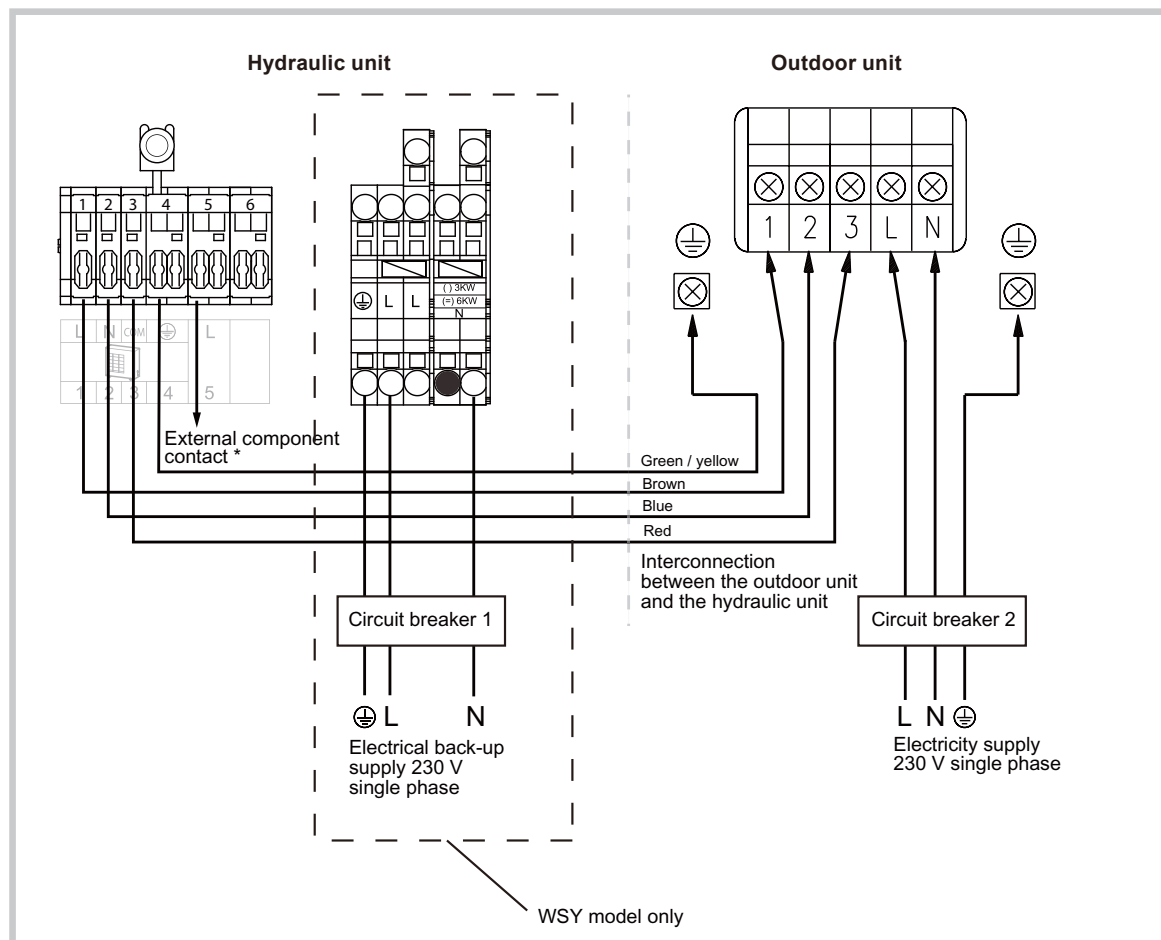 Hydraulic unit
Outdoor unit
1 2 3 4 5 6
L N COM L
1 2 3 4 5
L L
( ) 3KW
(=) 6KW
N
1 2 3 L N
External component
contact *
Green / yellow
Brown
Blue
Red
Interconnection
between the outdoor unit
and the hydraulic unit
Circuit breaker 1
Circuit breaker 2
L N
Electrical back-up
supply 230 V
single phase
L N
Electricity supply
230 V single phase
WSY model only